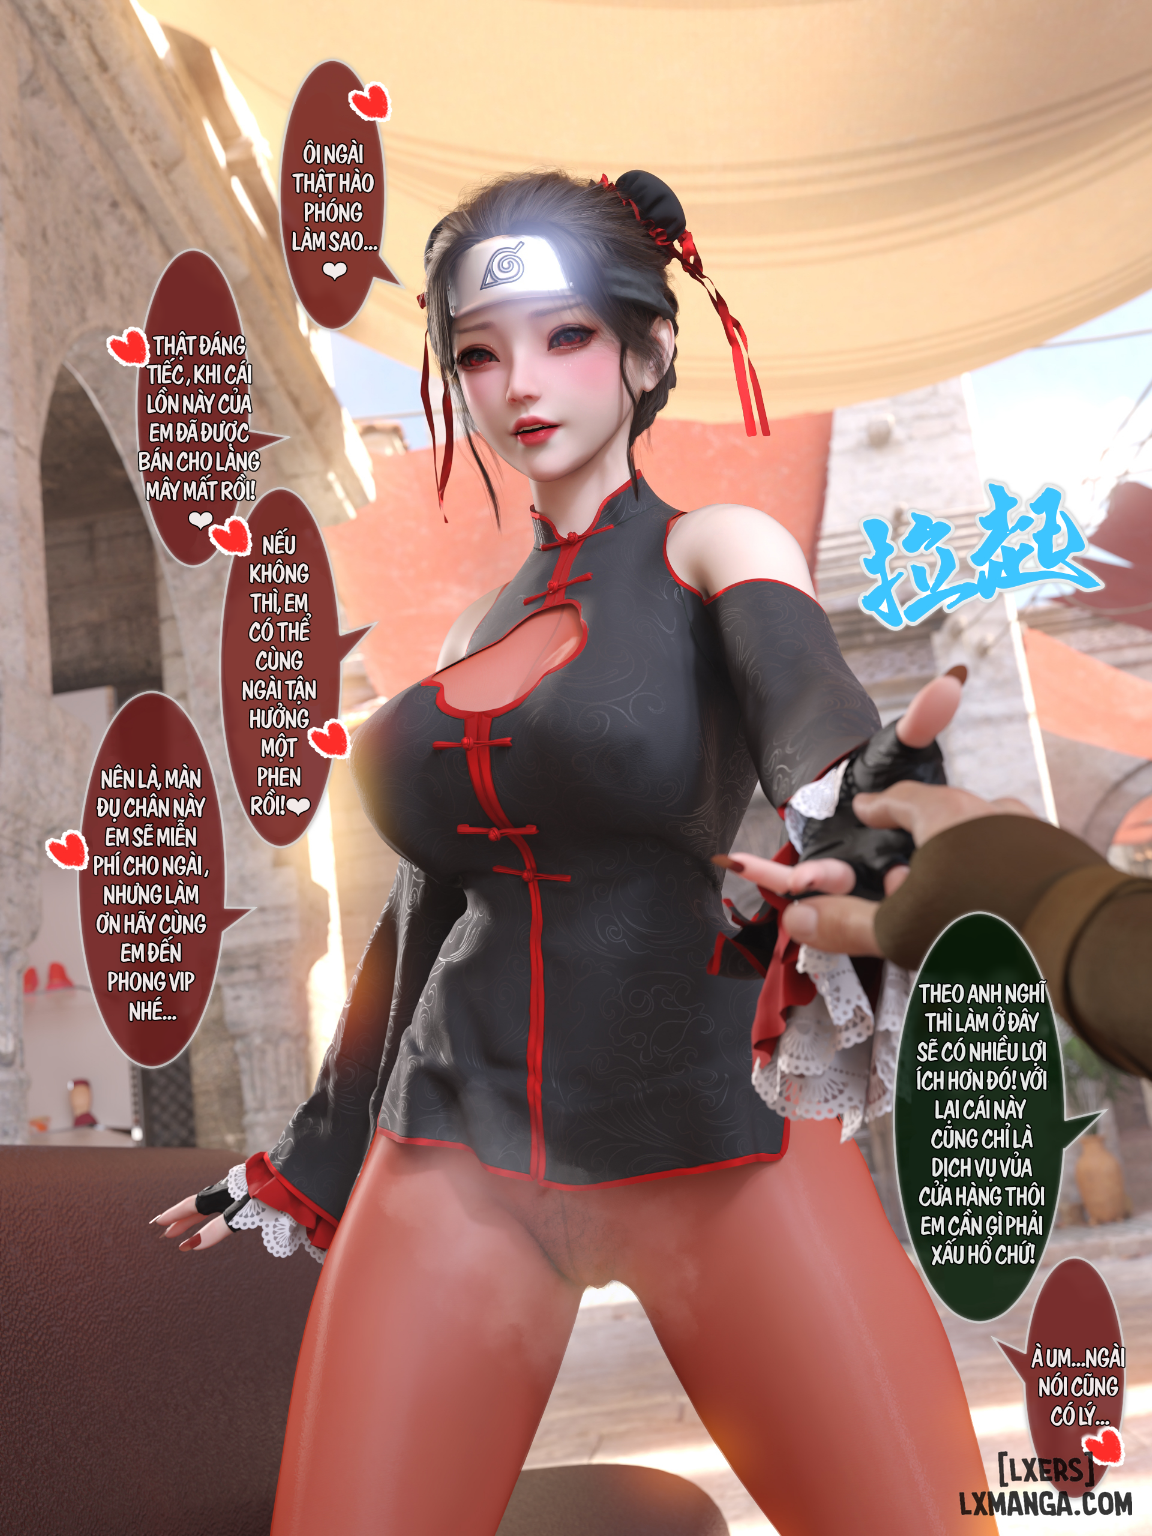 ÔI NGÀI
THẬT HÀO
PHÓNG
LÀM SAO...
❤
THẬT ĐÁNG
TIẾC, KHI CÁI
LỒN NÀY CỦA
EM ĐÃ ĐƯỢC
BÁN CHO LÀNG
MÂY MẤT RỒI!
❤
NẾU
KHÔNG
THÌ, EM
CÓ THỂ
CÙNG
NGÀI TẬN
HƯỞNG
MỘT
PHEN
RỒI!❤
NÊN LÀ, MÀN
ĐỤ CHÂN NÀY
EM SẼ MIỄN
PHÍ CHO NGÀI,
NHƯNG LÀM
ƠN HÃY CÙNG
EM ĐẾN
PHONG VIP
NHÉ...
拉起
THEO ANH NGHĨ
THÌ LÀM Ở ĐÂY
SẼ CÓ NHIỀU LỢI
ÍCH HƠN ĐÓ! VỚI
LẠI CÁI NÀY
CŨNG CHỈ LÀ
DỊCH VỤ VỦA
CỬA HÀNG THÔI
EM CẦN GÌ PHẢI
XẤU HỔ CHỨ!
À UM...NGÀI
NÓI CŨNG
CÓ LÝ...
[LXERS]
LXMANGA.COM